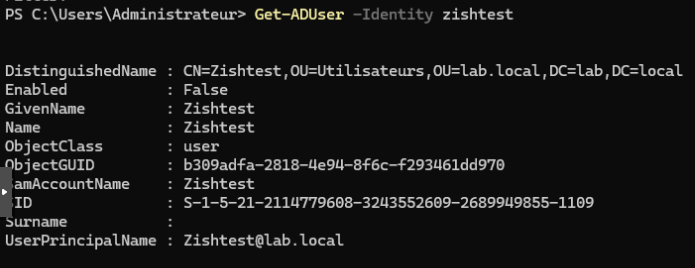 PS C:\Users\Administrateur> Get-ADUser -Identity zishtest
DistinguishedName : CN=Zishtest,OU=Utilisateurs,OU=lab.local,DC=lab,DC=local
Enabled : False
GivenName : Zishtest
Name : Zishtest
ObjectClass : user
ObjectGUID : b309adfa-2818-4e94-8f6c-f293461dd970
SamAccountName : Zishtest
SID : S-1-5-21-2114779608-3243552609-2689949855-1109
Surname :
UserPrincipalName : Zishtest@lab.local